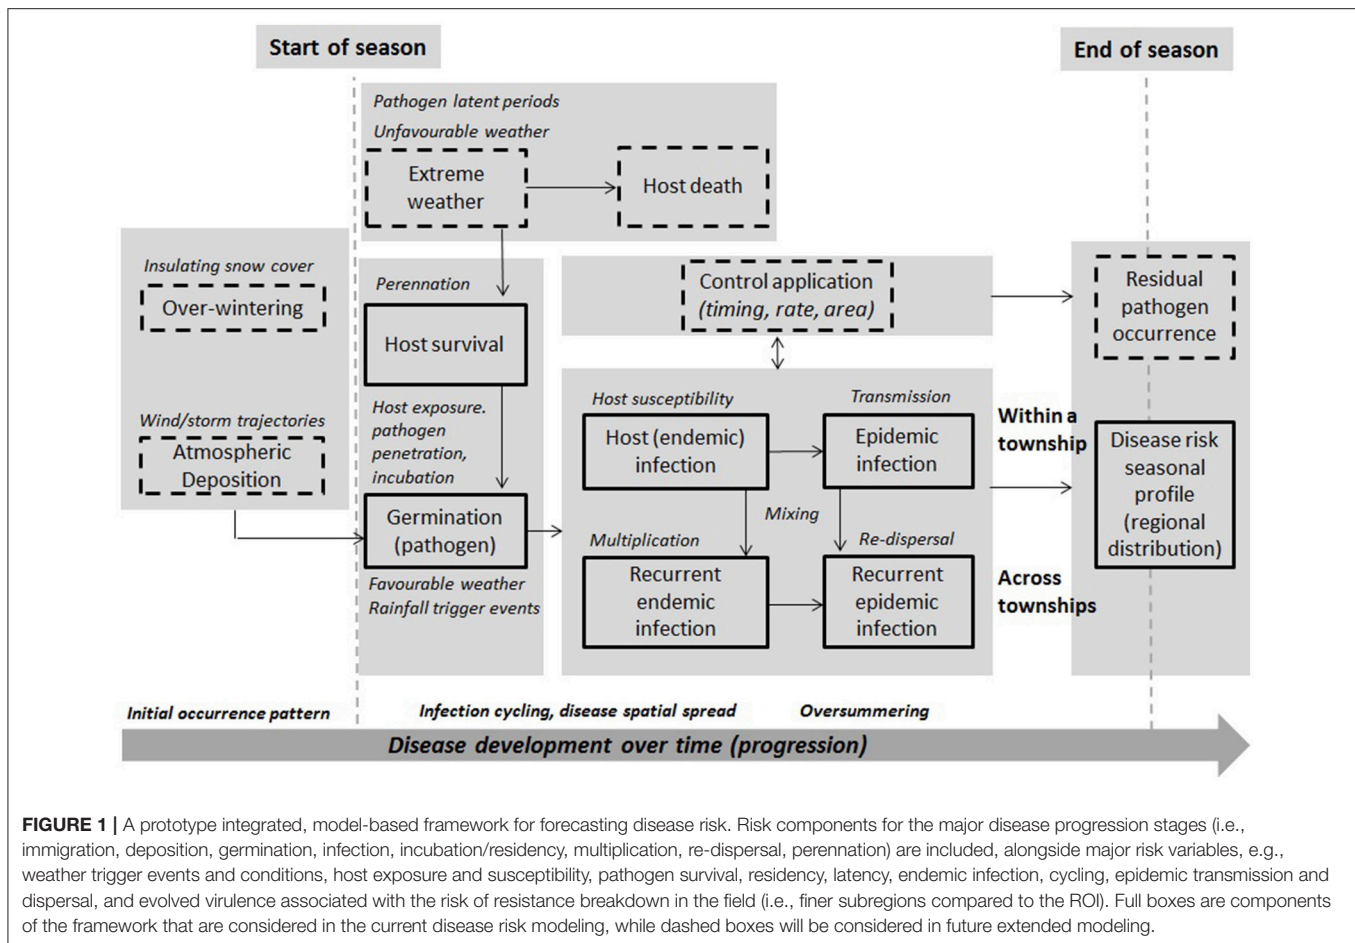 Start of season
End of season
Pathogen latent periods
Unfavourable weather
Extreme
weather
Host death
Insulating snow cover
Over-wintering
Wind/storm trajectories
Atmospheric
Deposition
Perennation
Host survival
Host exposure.
pathogen
penetration,
incubation
Germination
(pathogen)
Favourable weather
Rainfall trigger events
Control application
(timing, rate, area)
Host susceptibility
Host (endemic)
infection
Transmission
Epidemic
infection
Mixing
Multiplication
Recurrent
endemic
infection
Re-dispersal
Recurrent
epidemic
infection
Within a
township
Across
townships
Residual
pathogen
occurrence
Disease risk
seasonal
profile
(regional
distribution)
Initial occurrence pattern
Infection cycling, disease spatial spread
Oversummering
Disease development over time (progression)
FIGURE 1 | A prototype integrated, model-based framework for forecasting disease risk. Risk components for the major disease progression stages (i.e.,
immigration, deposition, germination, infection, incubation/residency, multiplication, re-dispersal, perennation) are included, alongside major risk variables, e.g.,
weather trigger events and conditions, host exposure and susceptibility, pathogen survival, residency, latency, endemic infection, cycling, epidemic transmission and
dispersal, and evolved virulence associated with the risk of resistance breakdown in the field (i.e., finer subregions compared to the ROI). Full boxes are components
of the framework that are considered in the current disease risk modeling, while dashed boxes will be considered in future extended modeling.